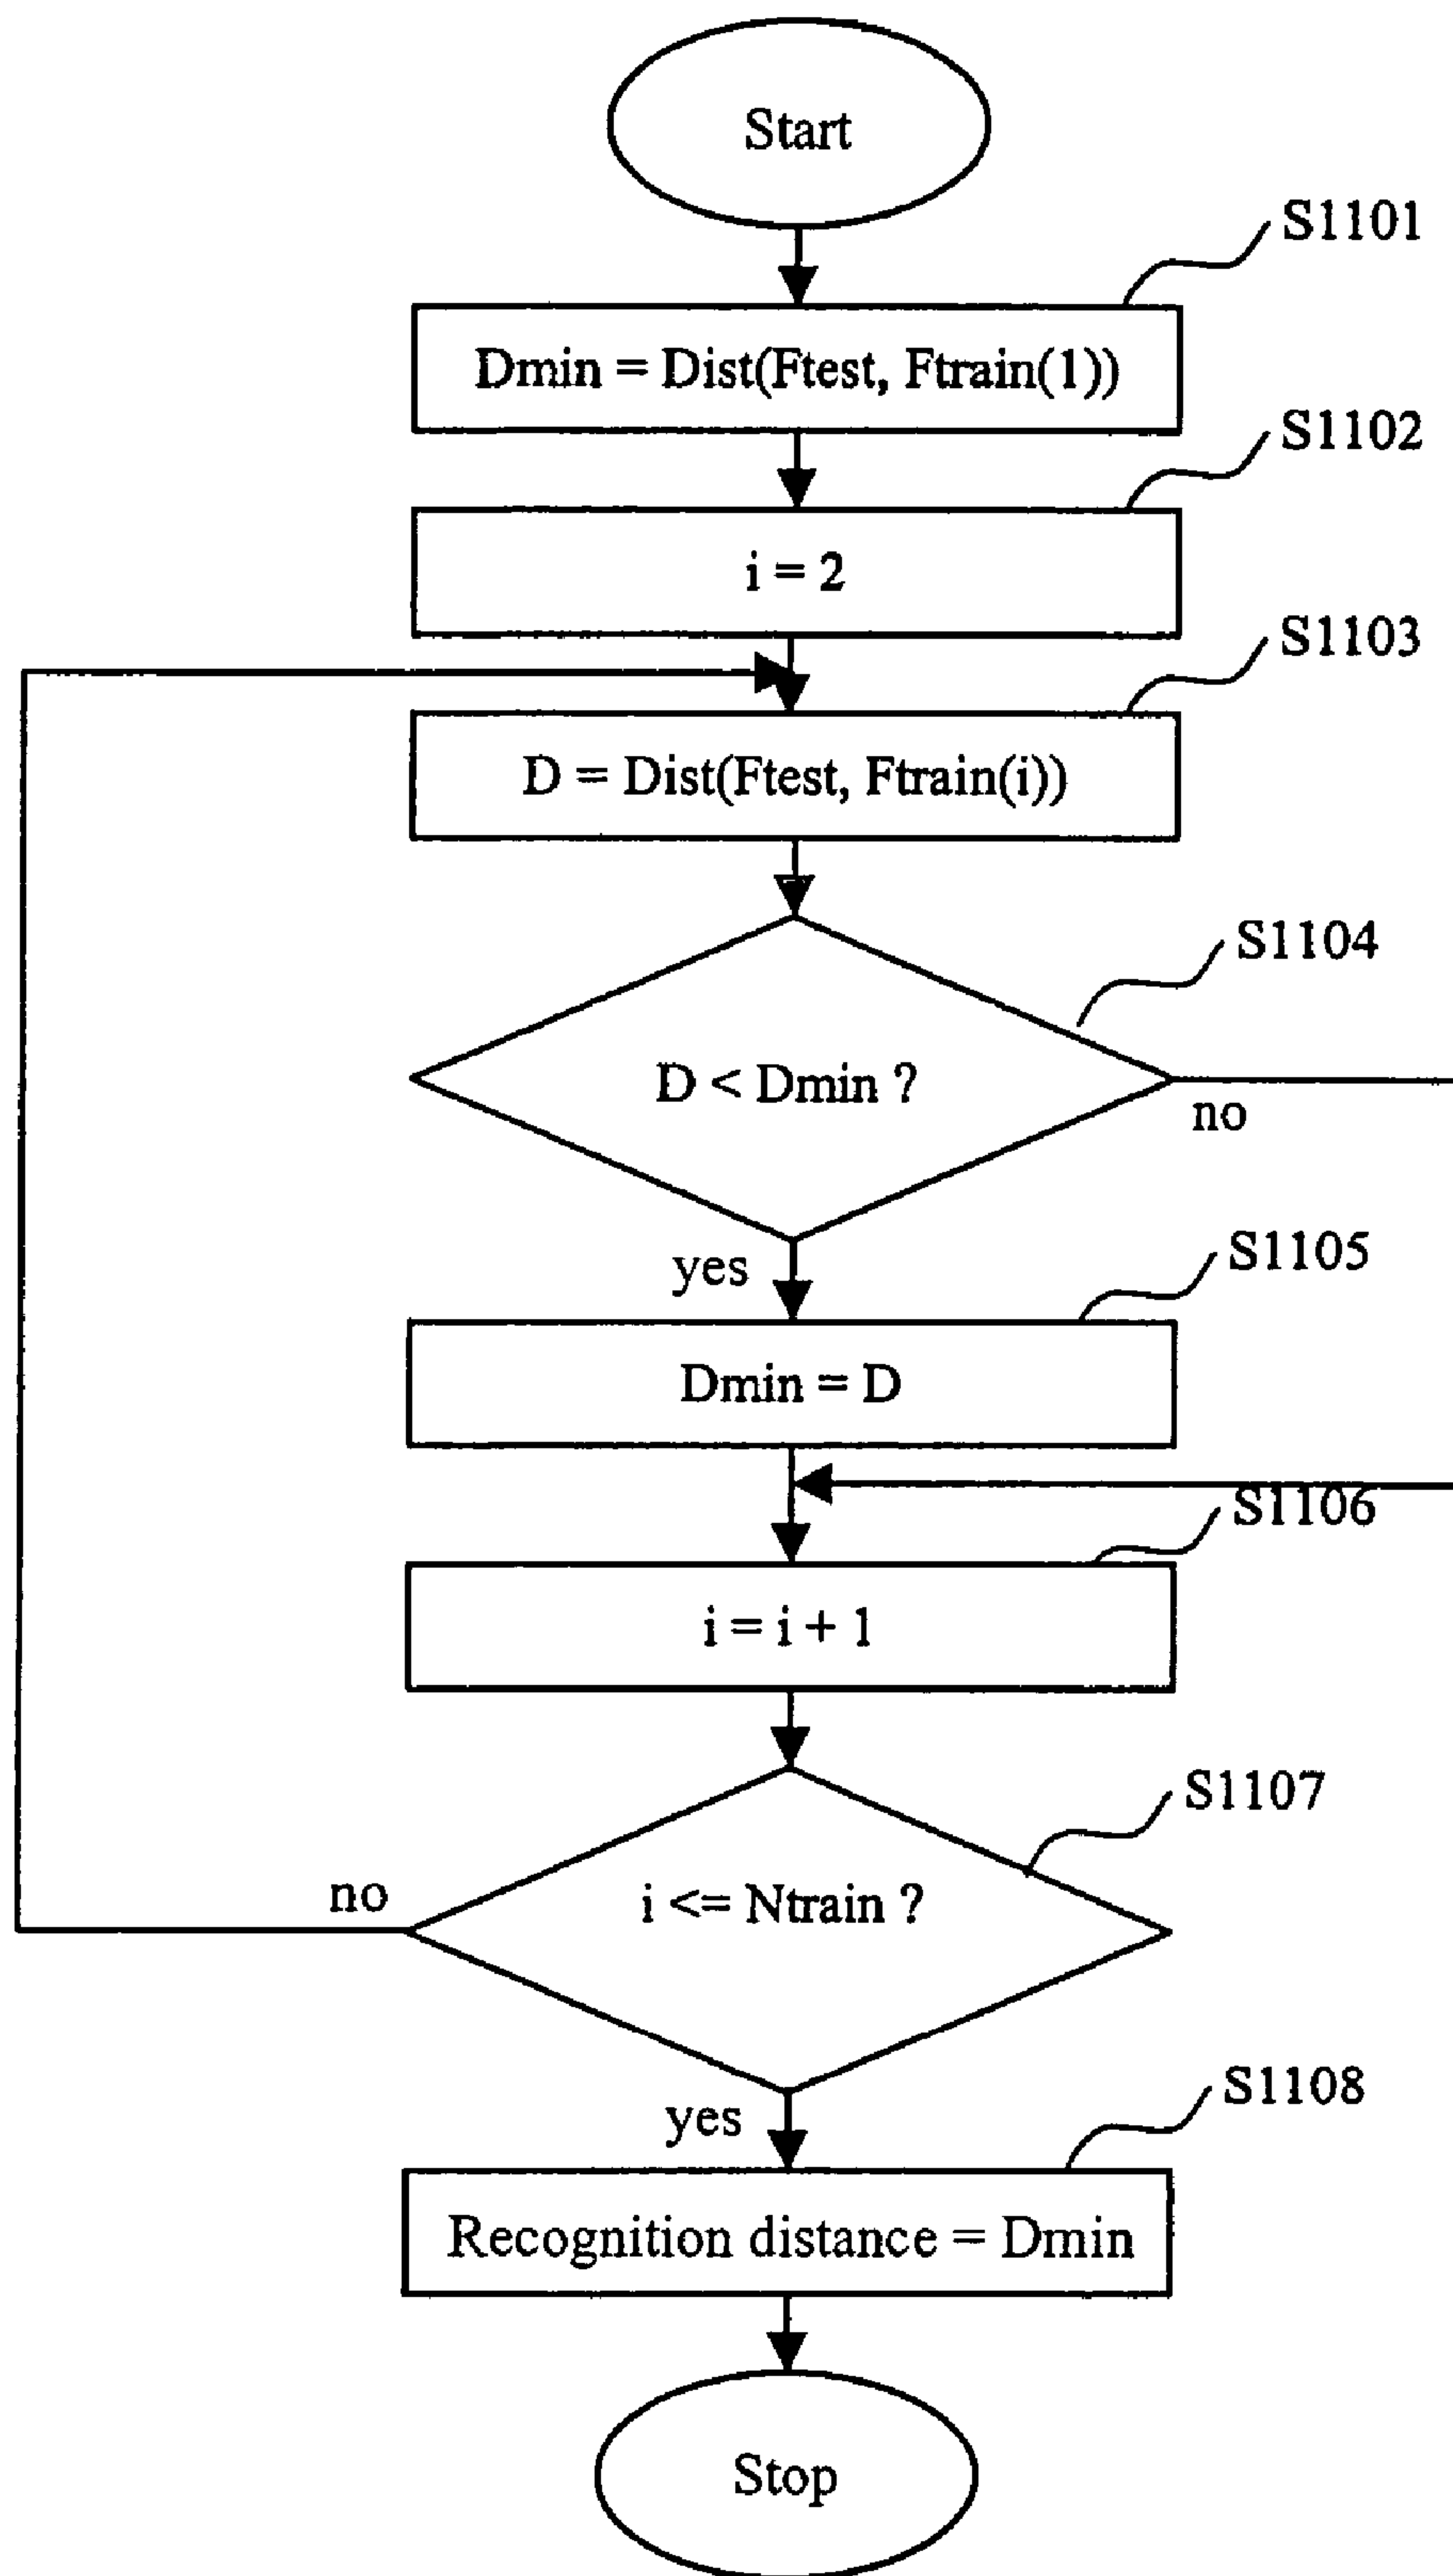 Start
S1101
Dmin = Dist(Ftest, Ftrain(1))
S1102
i = 2
S1103
D = Dist(Ftest, Ftrain(i))
S1104
D < Dmin ?
no
yes
S1105
Dmin = D
S1106
i = i + 1
S1107
i <= Ntrain ?
no
yes
S1108
Recognition distance = Dmin
Stop